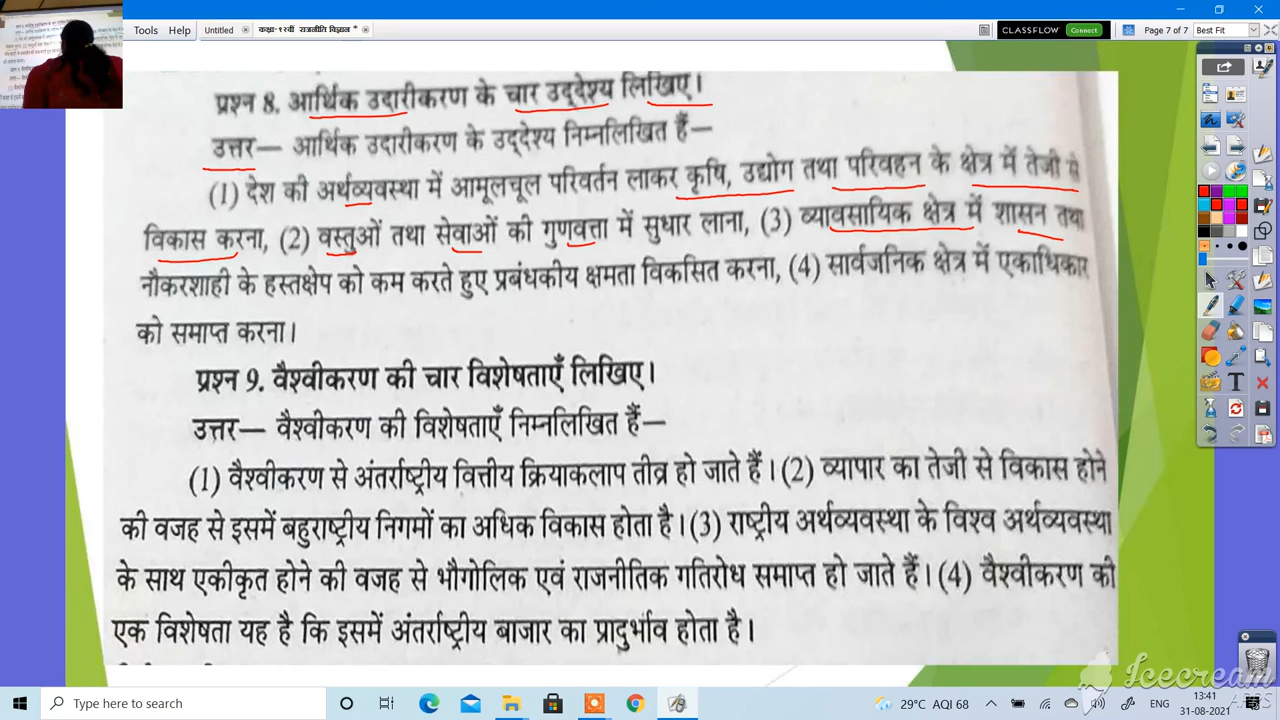 Tools Help Untitled कक्षा-१२वीं राजनीति विज्ञान * CLASSFLOW Connect Page 7 of 7 Best Fit
प्रश्न 8. आर्थिक उदारीकरण के चार उद्देश्य लिखिए।
उत्तर— आर्थिक उदारीकरण के उद्देश्य निम्नलिखित हैं—
(1) देश की अर्थव्यवस्था में आमूलचूल परिवर्तन लाकर कृषि, उद्योग तथा परिवहन के क्षेत्र में तेजी से
विकास करना, (2) वस्तुओं तथा सेवाओं की गुणवत्ता में सुधार लाना, (3) व्यावसायिक क्षेत्र में शासन तथा
नौकरशाही के हस्तक्षेप को कम करते हुए प्रबंधकीय क्षमता विकसित करना, (4) सार्वजनिक क्षेत्र में एकाधिकार
को समाप्त करना।
प्रश्न 9. वैश्वीकरण की चार विशेषताएँ लिखिए।
उत्तर— वैश्वीकरण की विशेषताएँ निम्नलिखित हैं—
(1) वैश्वीकरण से अंतर्राष्ट्रीय वित्तीय क्रियाकलाप तीव्र हो जाते हैं। (2) व्यापार का तेजी से विकास होने
की वजह से इसमें बहुराष्ट्रीय निगमों का अधिक विकास होता है। (3) राष्ट्रीय अर्थव्यवस्था के विश्व अर्थव्यवस्था
के साथ एकीकृत होने की वजह से भौगोलिक एवं राजनीतिक गतिरोध समाप्त हो जाते हैं। (4) वैश्वीकरण की
एक विशेषता यह है कि इसमें अंतर्राष्ट्रीय बाजार का प्रादुर्भाव होता है।
Icecream
APPS
Type here to search 29°C AQI 68 ENG 13:41
31-08-2021